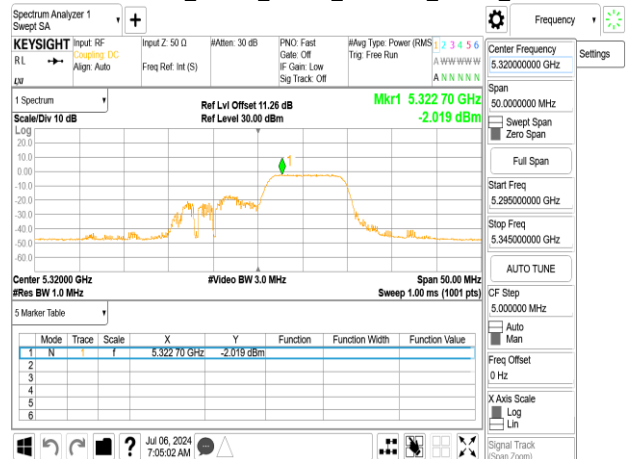 Spectrum Analyzer 1
Swept SA
+
Frequency
KEYSIGHT
RL
Input: RF
Coupling: DC
Align: Auto
Input Z: 50 Ω
Freq Ref: Int (S)
#Atten: 30 dB
PNO: Fast
Gate: Off
IF Gain: Low
Sig Track: Off
#Avg Type: Power (RMS
Trig: Free Run
1 2 3 4 5 6
A W W W W W
A N N N N N
Settings
Center Frequency
5.320000000 GHz
Span
50.0000000 MHz
Swept Span
Zero Span
Full Span
Start Freq
5.295000000 GHz
Stop Freq
5.345000000 GHz
AUTO TUNE
CF Step
5.000000 MHz
Auto
Man
Freq Offset
0 Hz
X Axis Scale
Log
Lin
Signal Track
(Span Zoom)
1 Spectrum
Scale/Div 10 dB
Ref Lvl Offset 11.26 dB
Ref Level 30.00 dBm
Mkr1 5.322 70 GHz
-2.019 dBm
Log
20.0
10.0
0.00
-10.0
-20.0
-30.0
-40.0
-50.0
-60.0
1
Center 5.32000 GHz
#Res BW 1.0 MHz
#Video BW 3.0 MHz
Span 50.00 MHz
Sweep 1.00 ms (1001 pts)
5 Marker Table
Mode Trace Scale X Y Function Function Width Function Value
1 N 1 f 5.322 70 GHz -2.019 dBm
2
3
4
5
6
?
Jul 06, 2024
7:05:02 AM